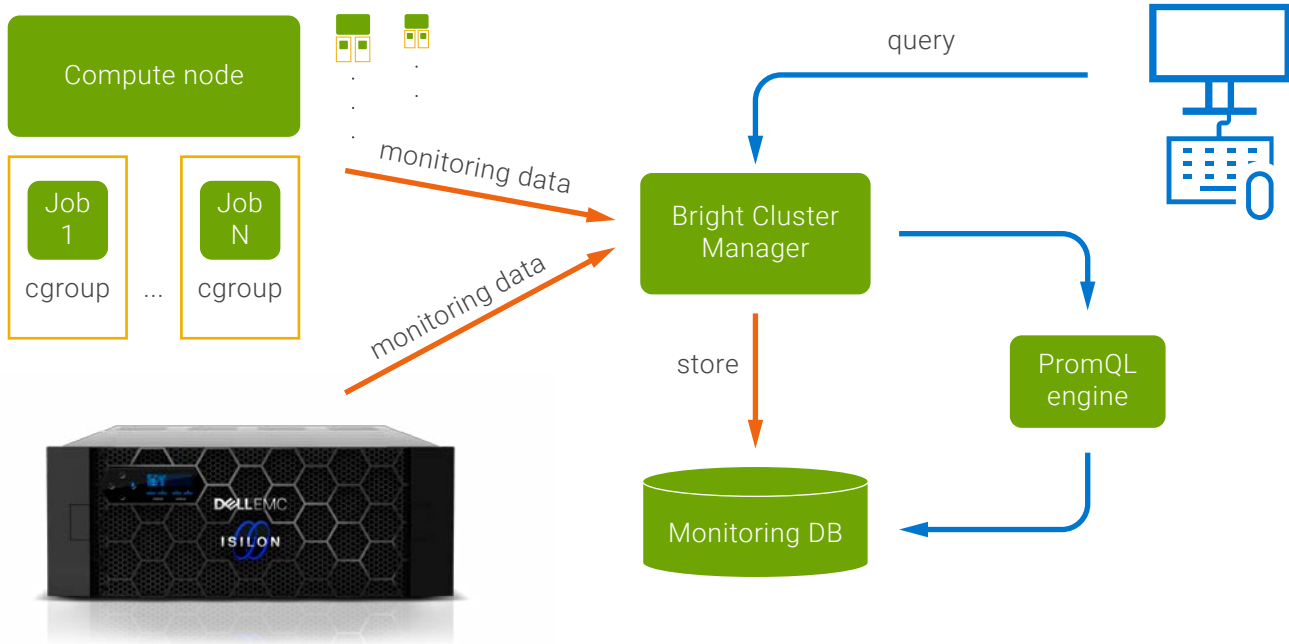 Compute node
Job
1
cgroup
...
Job
N
cgroup
monitoring data
monitoring data
query
Bright Cluster
Manager
store
PromQL
engine
Monitoring DB
DELLEMC
ISILON